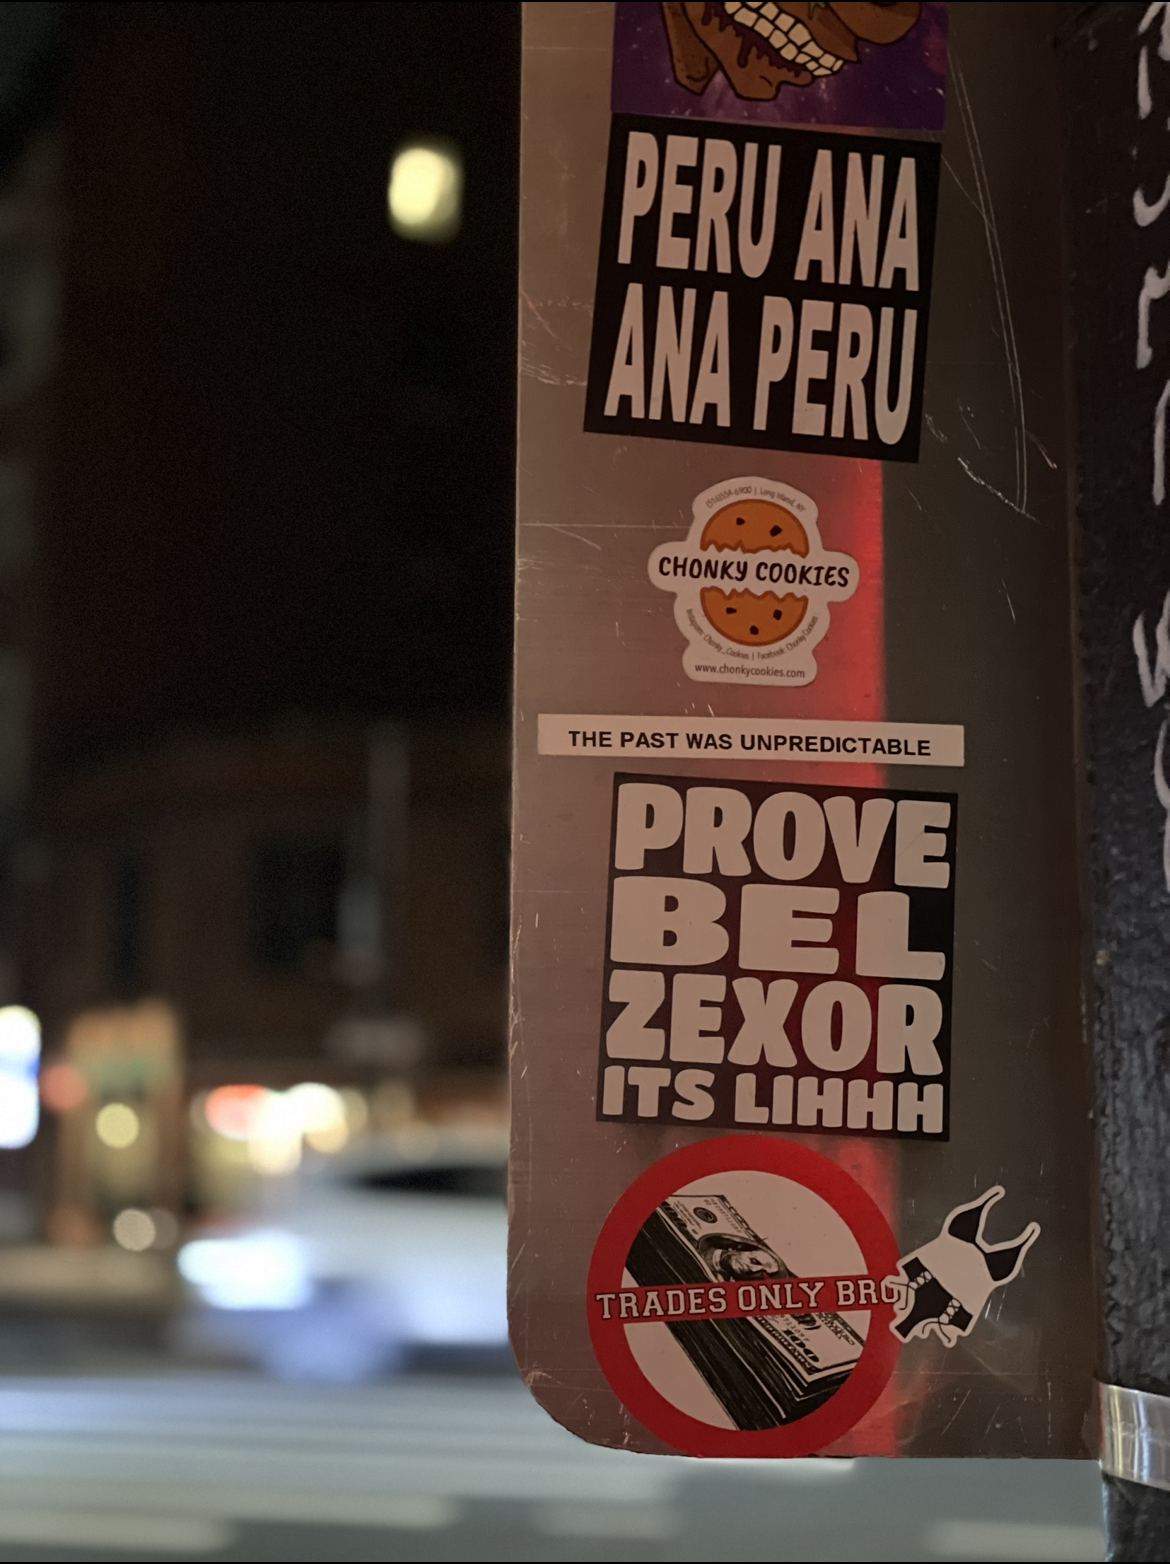 PERU ANA
ANA PERU
CHONKY COOKIES
www.chonkycookies.com
THE PAST WAS UNPREDICTABLE
PROVE
BEL
ZEXOR
ITS LIHHH
TRADES ONLY BRO